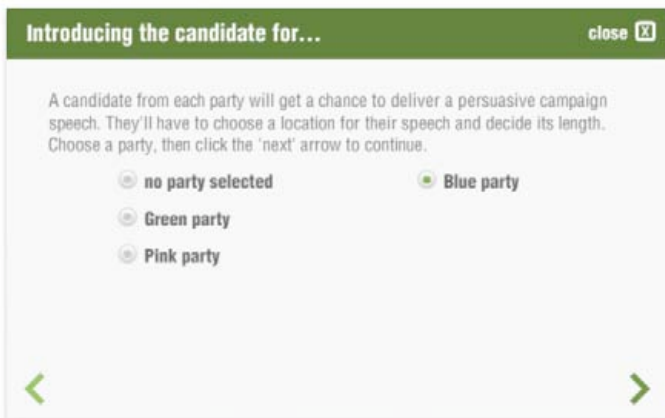 Introducing the candidate for...
close X
A candidate from each party will get a chance to deliver a persuasive campaign
speech. They'll have to choose a location for their speech and decide its length.
Choose a party, then click the 'next' arrow to continue.
no party selected
Blue party
Green party
Pink party